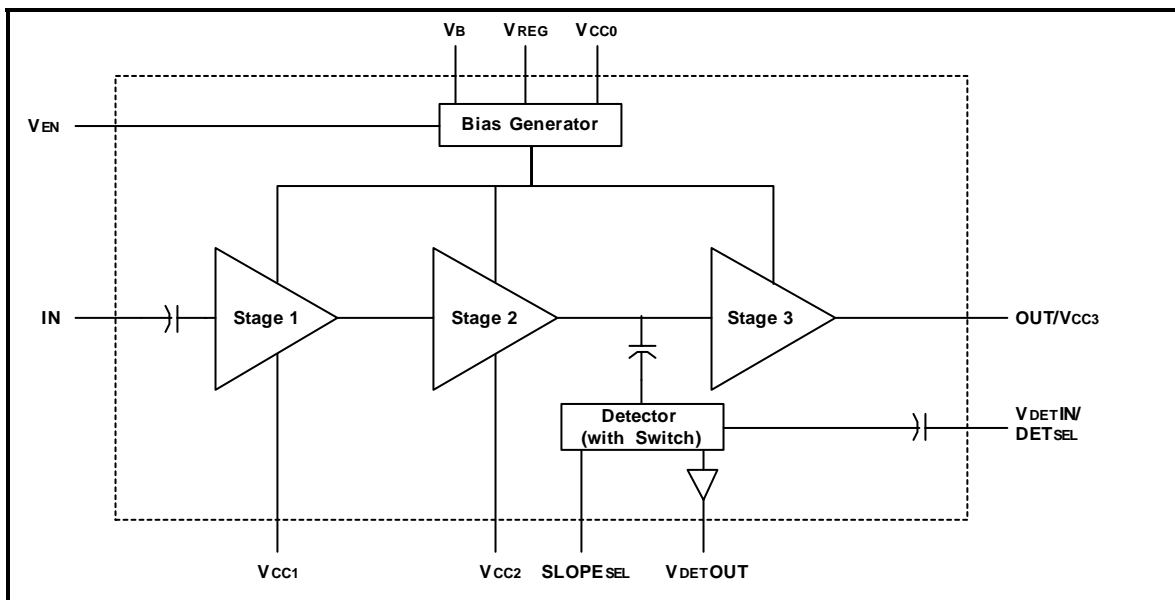 VB VREG VCC0
VEN
Bias Generator
IN
Stage 1
Stage 2
Stage 3
OUT/VCC3
Detector
(with Switch)
VDETIN/
DETSEL
VCC1 VCC2 SLOPESEL VDETOUT